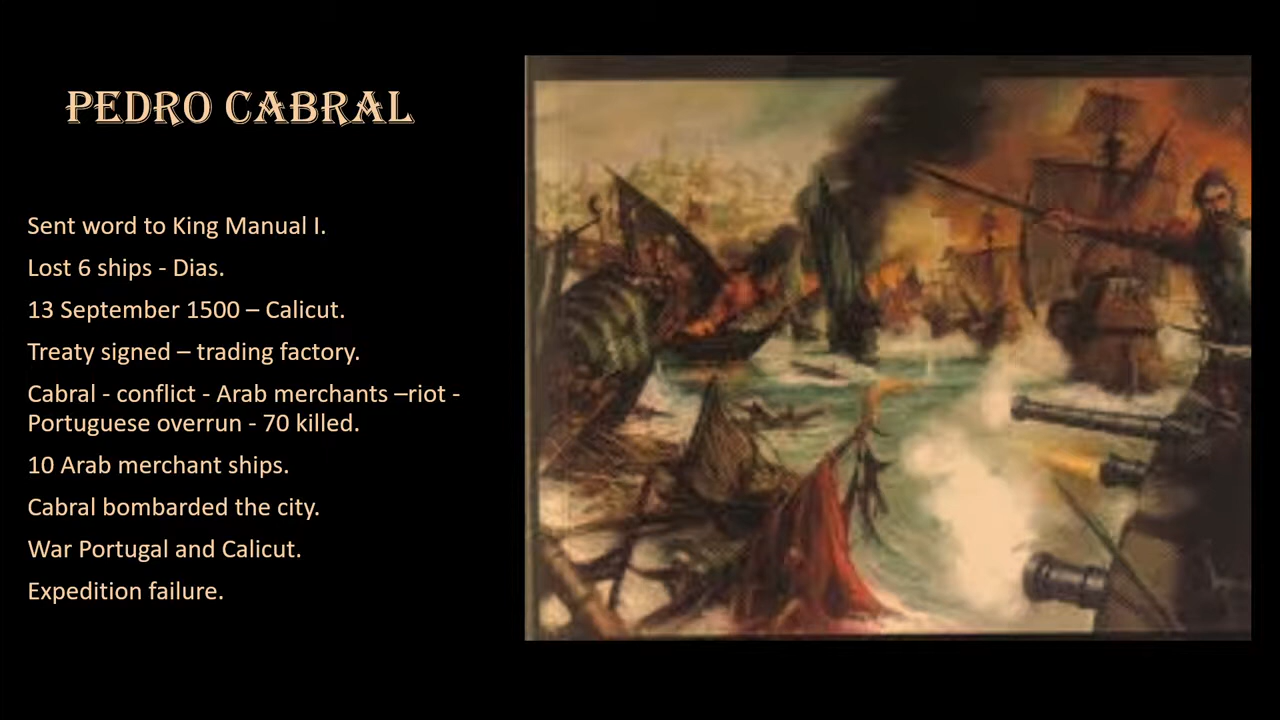 PEDRO CABRAL
Sent word to King Manual I.
Lost 6 ships - Dias.
13 September 1500 – Calicut.
Treaty signed – trading factory.
Cabral - conflict - Arab merchants –riot -
Portuguese overrun - 70 killed.
10 Arab merchant ships.
Cabral bombarded the city.
War Portugal and Calicut.
Expedition failure.